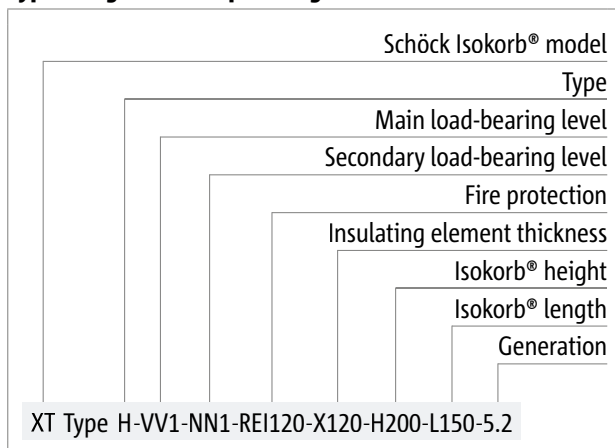 Schöck Isokorb® model
Type
Main load-bearing level
Secondary load-bearing level
Fire protection
Insulating element thickness
Isokorb® height
Isokorb® length
Generation
XT Type H-VV1-NN1-REI120-X120-H200-L150-5.2